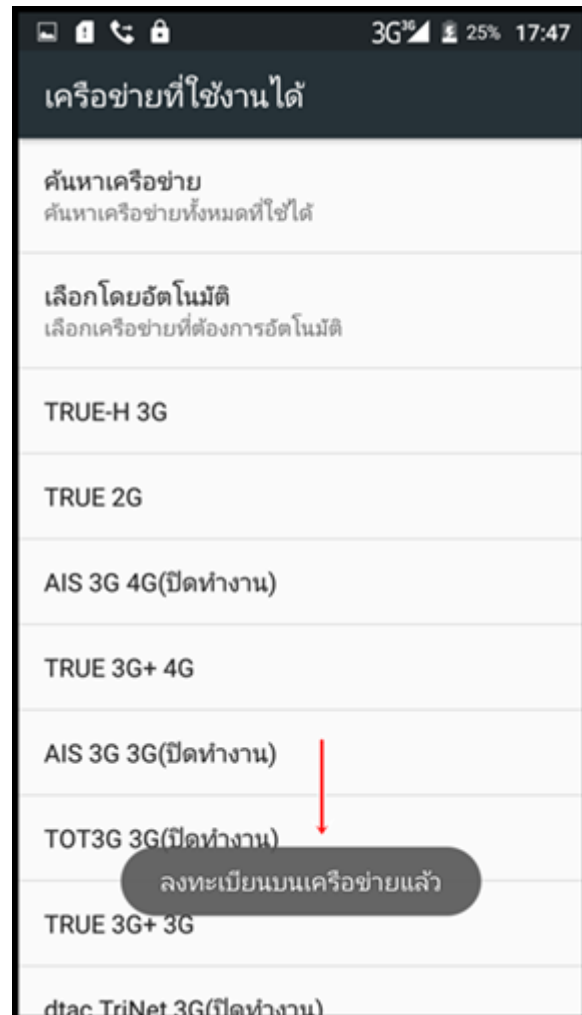 3G 3G 25% 17:47
เครือข่ายที่ใช้งานได้
ค้นหาเครือข่าย
ค้นหาเครือข่ายทั้งหมดที่ใช้ได้
เลือกโดยอัตโนมัติ
เลือกเครือข่ายที่ต้องการอัตโนมัติ
TRUE-H 3G
TRUE 2G
AIS 3G 4G(ปิดทำงาน)
TRUE 3G+ 4G
AIS 3G 3G(ปิดทำงาน)
TOT3G 3G(ปิดทำงาน)
ลงทะเบียนบนเครือข่ายแล้ว
TRUE 3G+ 3G
dtac TriNet 3G(ปิดทำงาน)